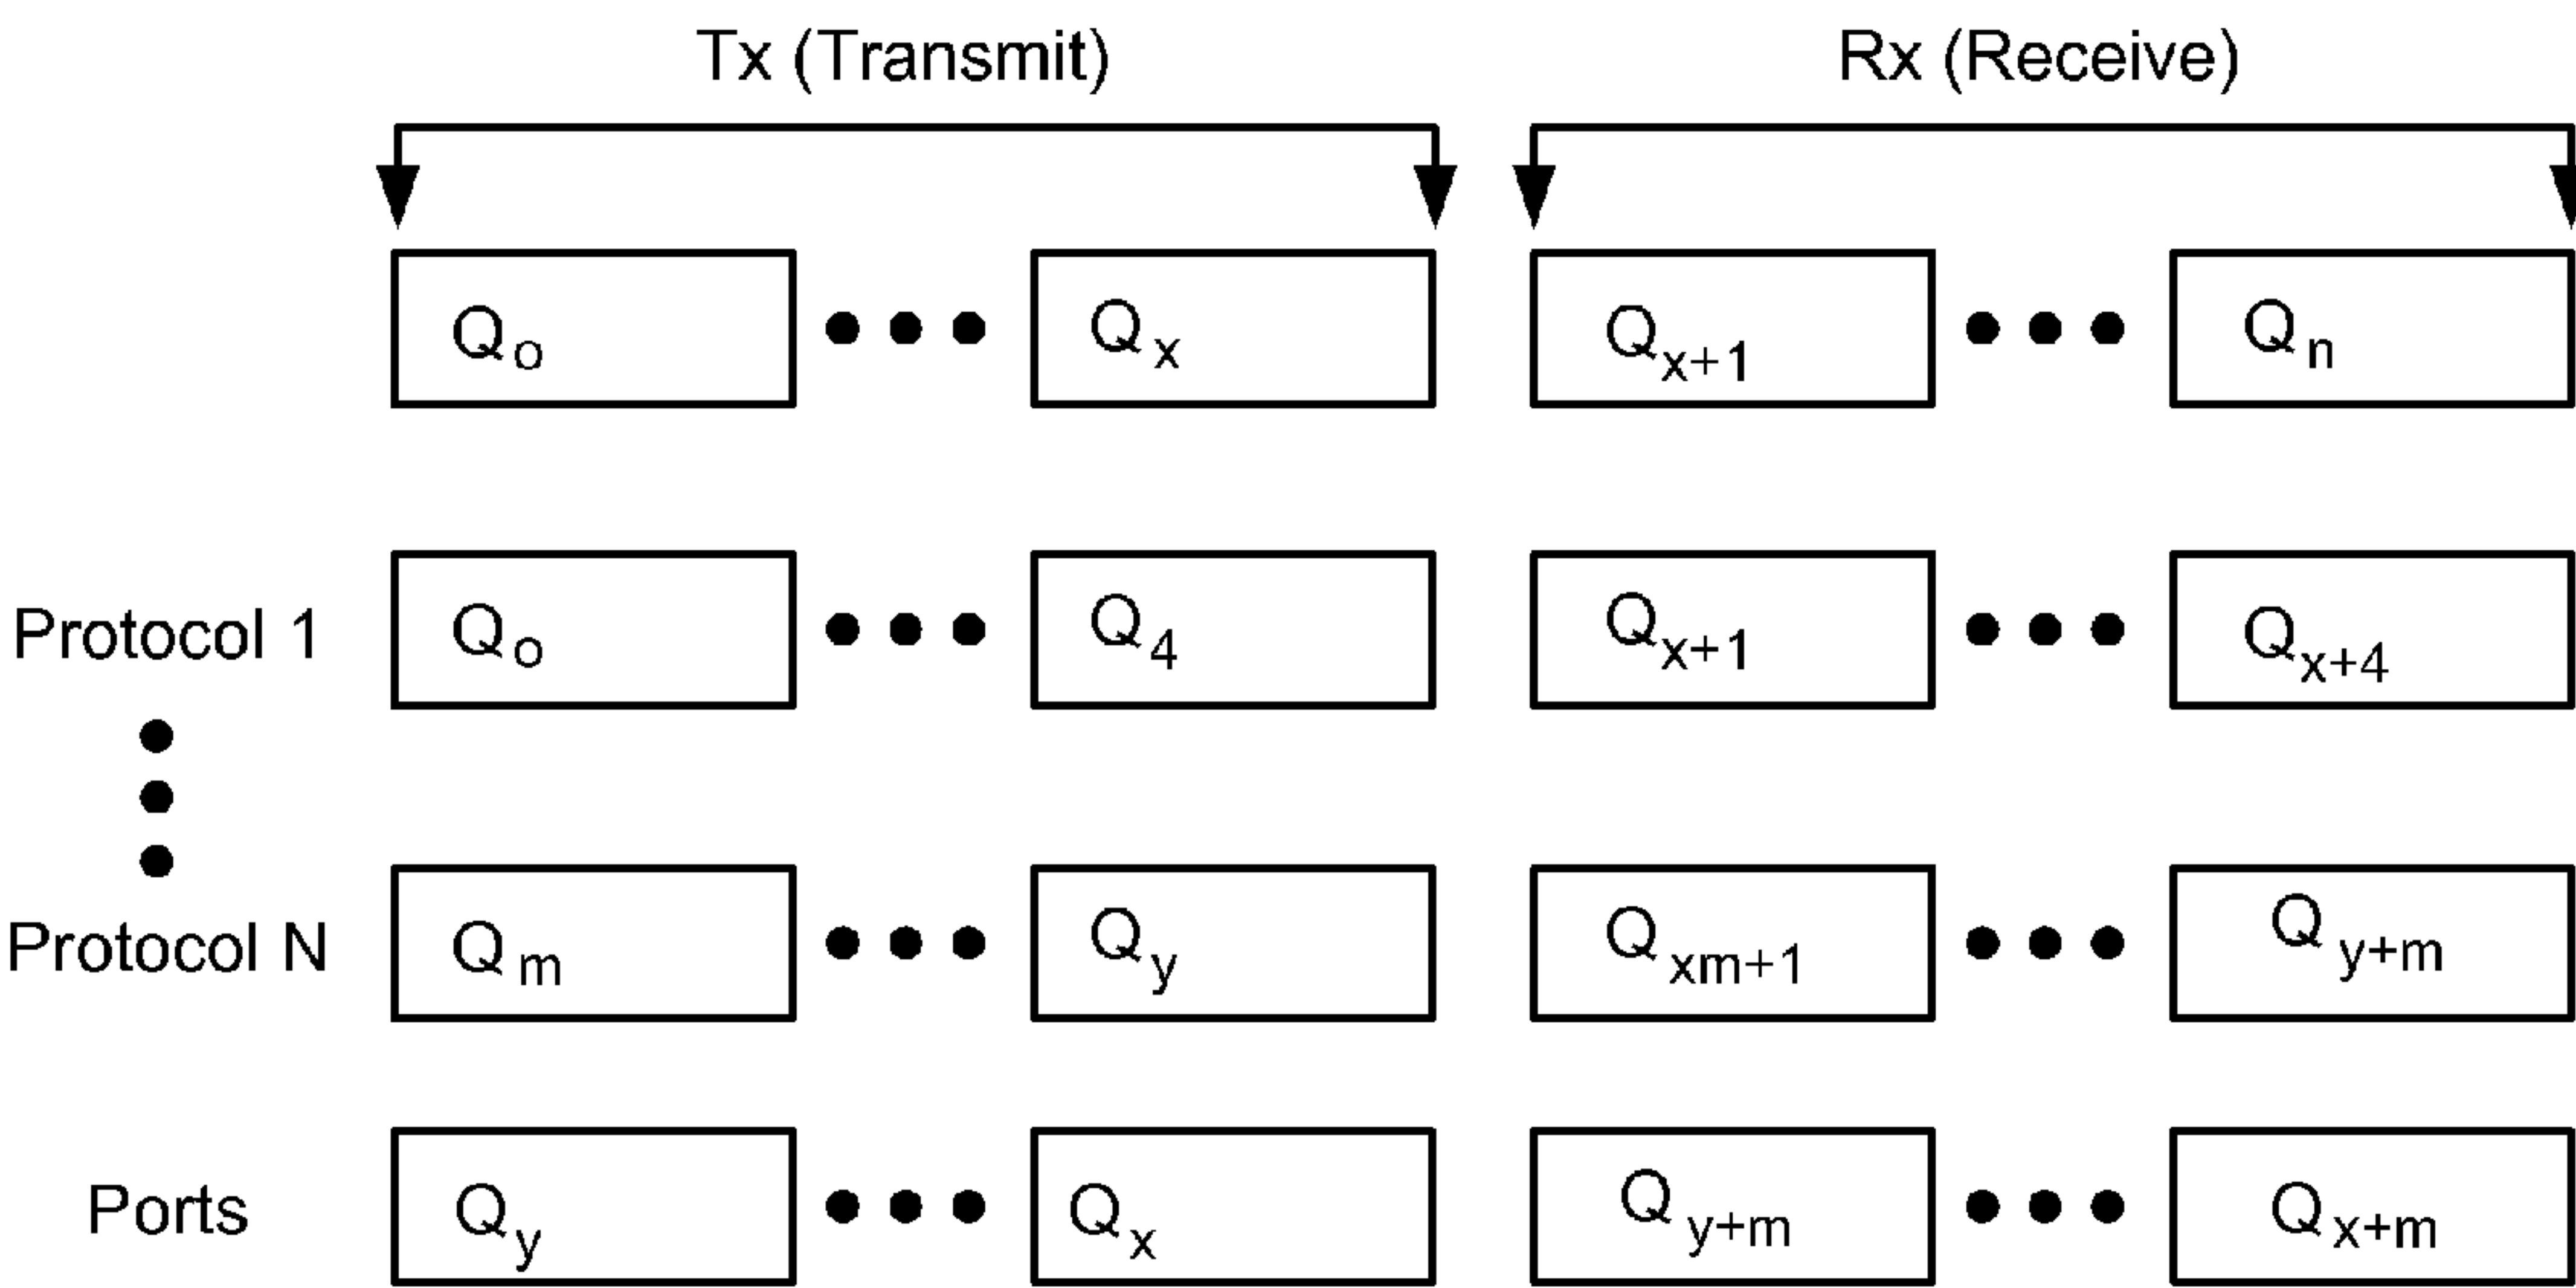 Tx (Transmit) Rx (Receive)
Qo Qx Qx+1 Qn
Protocol 1 Qo Q4 Qx+1 Qx+4
Protocol N Qm Qy Qxm+1 Qy+m
Ports Qy Qx Qy+m Qx+m